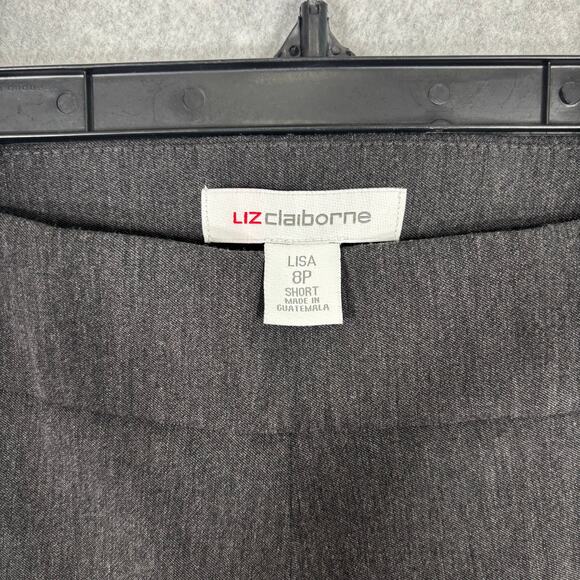 LIZ claiborne
LISA
8P
SHORT
MADE IN
GUATEMALA